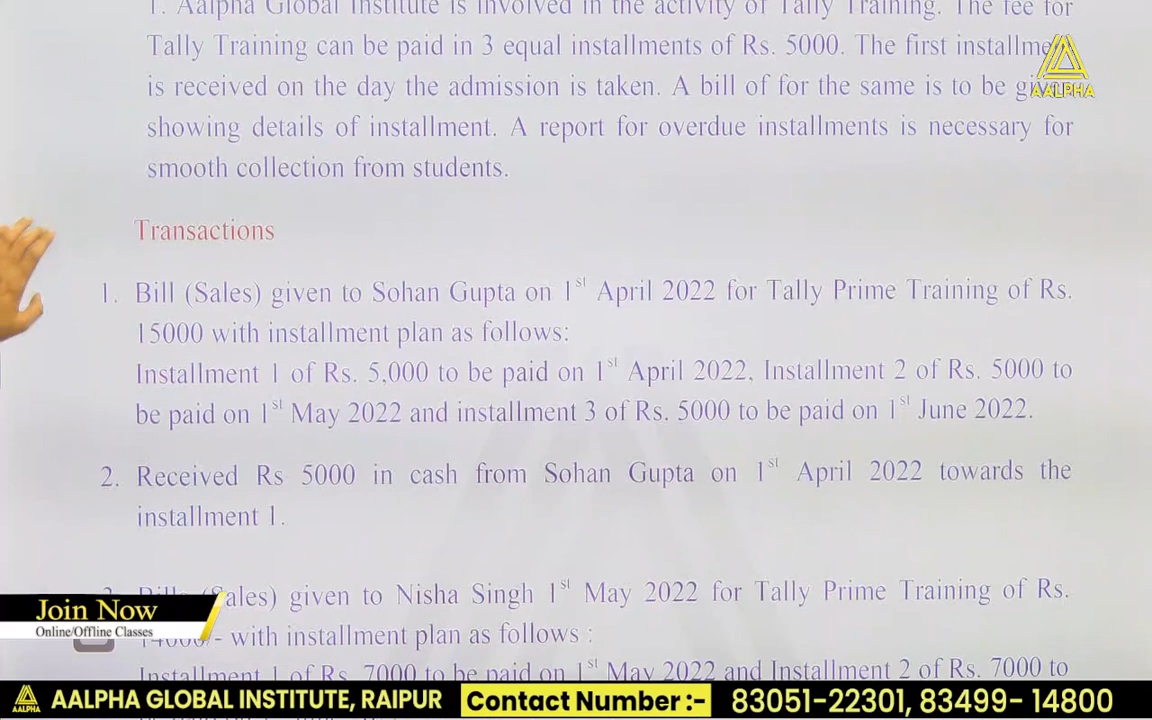 1. Aalpha Global Institute is involved in the activity of Tally Training. The fee for
Tally Training can be paid in 3 equal installments of Rs. 5000. The first
is received on the day the admission is taken. A bill of for the same is to be
AALPHA
showing details of installment. A report for overdue installments is necessary for
smooth collection from students.
Transactions
1. Bill (Sales) given to Sohan Gupta on 1st April 2022 for Tally Prime Training of Rs.
15000 with installment plan as follows:
Installment 1 of Rs. 5,000 to be paid on 1st April 2022, Installment 2 of Rs. 5000 to
be paid on 1st May 2022 and installment 3 of Rs. 5000 to be paid on 1st June 2022.
2. Received Rs 5000 in cash from Sohan Gupta on 1st April 2022 towards the
installment 1.
given to Nisha Singh 1st May 2022 for Tally Prime Training of Rs.
with installment plan as follows :
Installment 1 of Rs. 7000 to be paid on 1st May 2022 and Installment 2 of Rs. 7000 to
Join Now
Online/Offline Classes
AALPHA
AALPHA GLOBAL INSTITUTE, RAIPUR
Contact Number :-
83051-22301, 83499- 14800